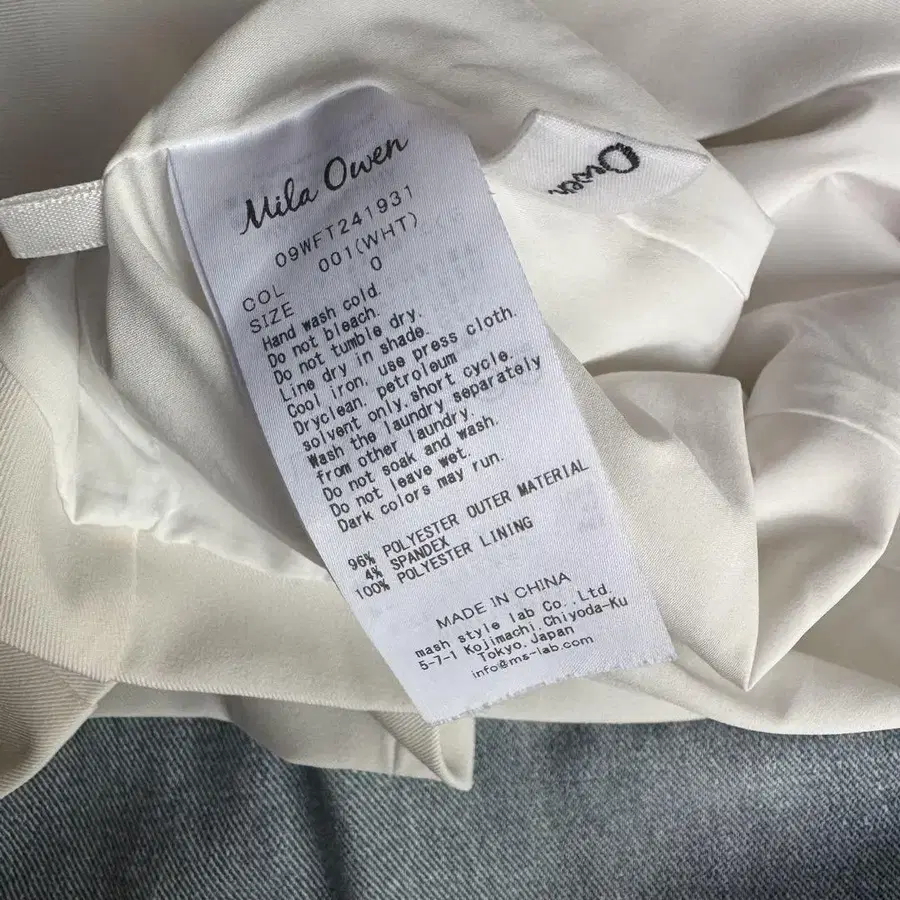 Mila Owen
09WFT241931
COL 001(WHT)
SIZE 0
Hand wash cold.
Do not bleach.
Do not tumble dry.
Line dry in shade.
Cool iron, use press cloth.
Dryclean, petroleum
solvent only, short cycle.
Wash the laundry separately
from other laundry.
Do not soak and wash.
Do not leave wet.
Dark colors may run.
96% POLYESTER OUTER MATERIAL
4% SPANDEX
100% POLYESTER LINING
MADE IN CHINA
mash style lab Co.,Ltd.
5-7-1 Kojimachi,Chiyoda-Ku
Tokyo,Japan
info@ms-lab.com
Owen